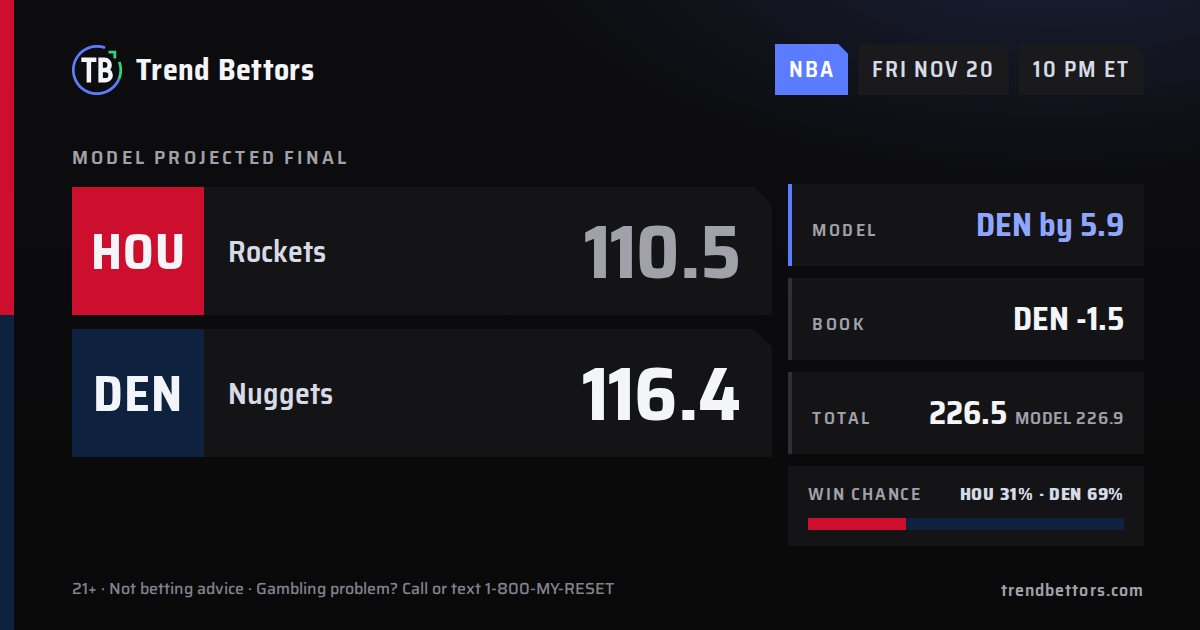 TB Trend Bettors
NBA FRI NOV 20 10 PM ET
MODEL PROJECTED FINAL
HOU Rockets 110.5
DEN Nuggets 116.4
MODEL DEN by 5.9
BOOK DEN -1.5
TOTAL 226.5 MODEL 226.9
WIN CHANCE HOU 31% · DEN 69%
21+ · Not betting advice · Gambling problem? Call or text 1-800-MY-RESET
trendbettors.com